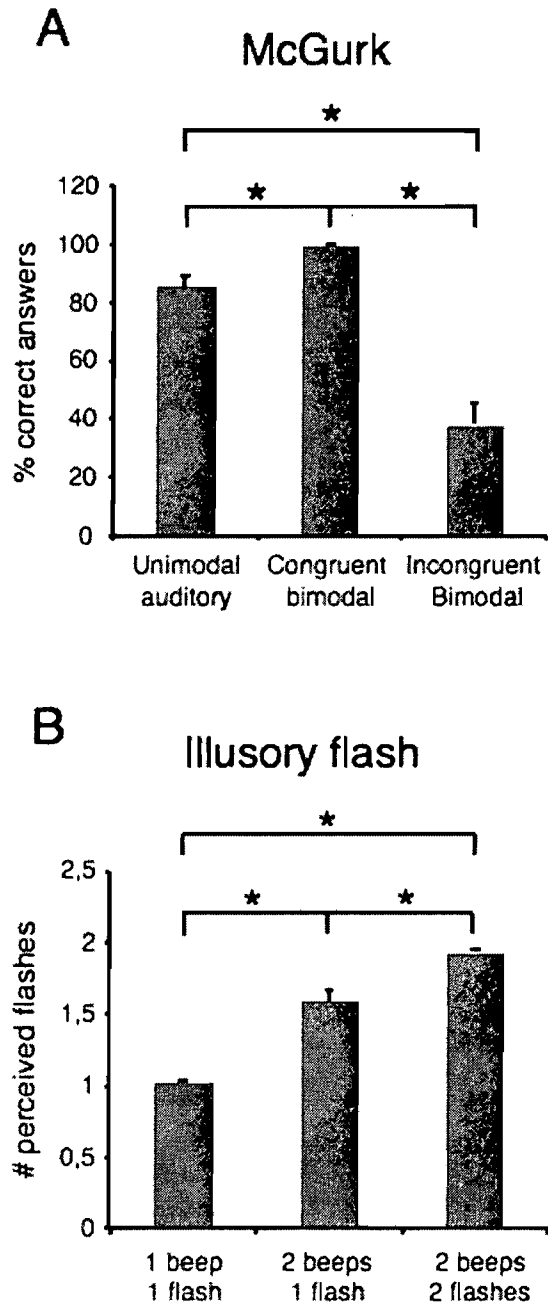 A
McGurk
★
★ ★
120
100
80
60
40
20
0
% correct answers
Unimodal Congruent Incongruent
auditory bimodal Bimodal
B
Illusory flash
★
★ ★
2,5
2
1,5
1
0,5
0
# perceived flashes
1 beep 2 beeps 2 beeps
1 flash 1 flash 2 flashes